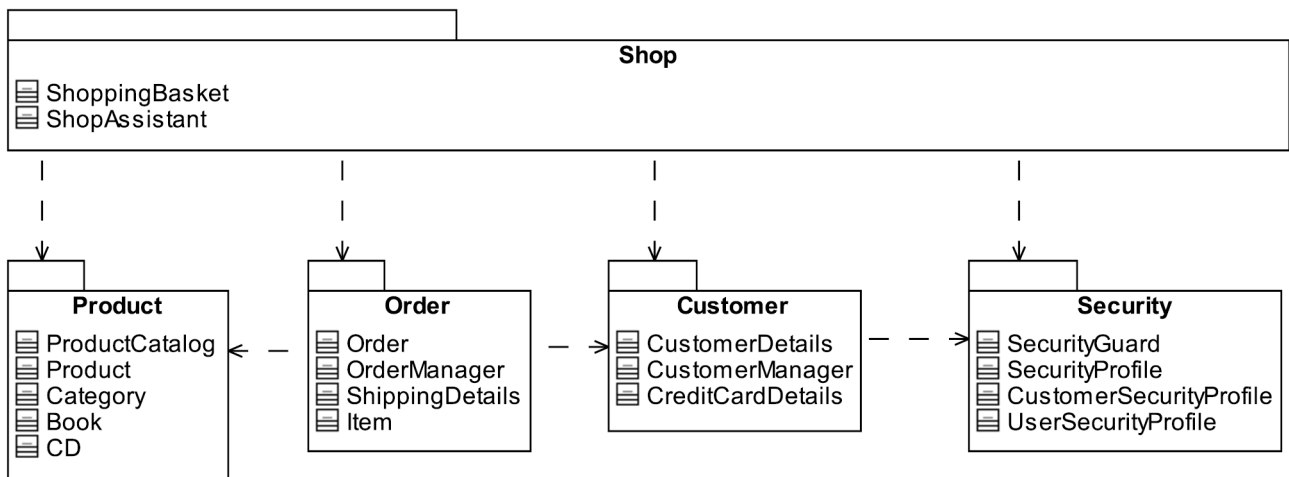 Shop
ShoppingBasket
ShopAssistant
Product
ProductCatalog
Product
Category
Book
CD
Order
Order
OrderManager
ShippingDetails
Item
Customer
CustomerDetails
CustomerManager
CreditCardDetails
Security
SecurityGuard
SecurityProfile
CustomerSecurityProfile
UserSecurityProfile